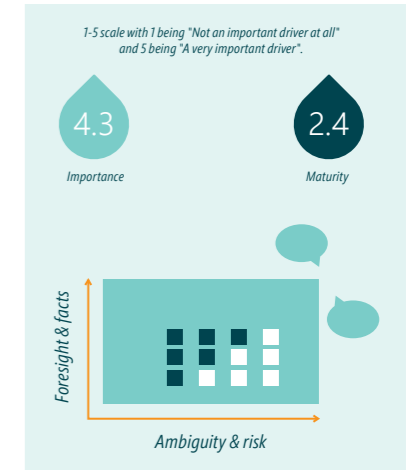 1-5 scale with 1 being "Not an important driver at all"
and 5 being "A very important driver".
4.3
2.4
Importance
Maturity
Foresight & facts
Ambiguity & risk